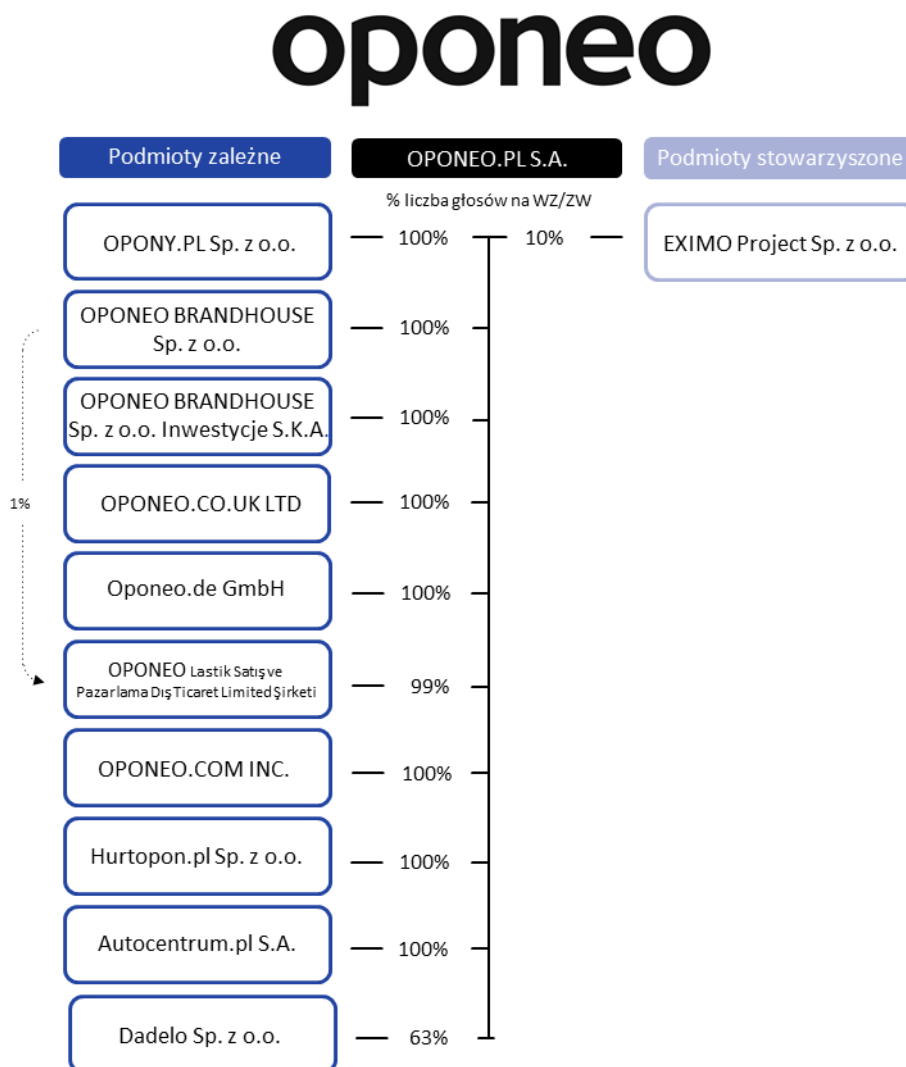 oponeo
Podmioty zależne
OPONEO.PL S.A.
Podmioty stowarzyszone
% liczba głosów na WZ/ZW
OPONY.PL Sp. z o.o.
100%
10%
EXIMO Project Sp. z o.o.
OPONEO BRANDHOUSE
Sp. z o.o.
100%
OPONEO BRANDHOUSE
Sp. z o.o. Inwestycje S.K.A.
100%
1%
OPONEO.CO.UK LTD
100%
Oponeo.de GmbH
100%
OPONEO Lastik Satış ve
Pazarlama Dış Ticaret Limited Şirketi
99%
OPONEO.COM INC.
100%
Hurtopon.pl Sp. z o.o.
100%
Autocentrum.pl S.A.
100%
Dadelo Sp. z o.o.
63%